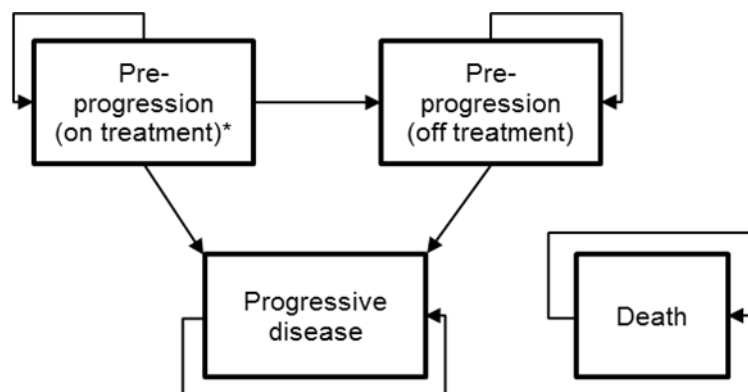 Pre-
progression
(on treatment)*
Pre-
progression
(off treatment)
Progressive
disease
Death